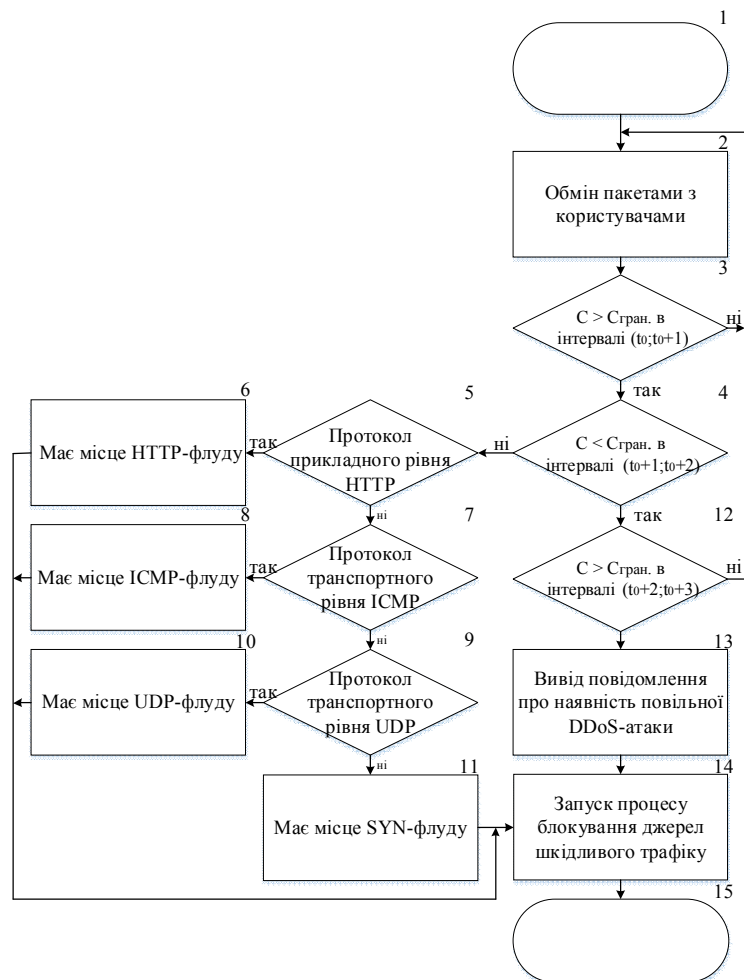 1
2
Обмін пакетами з
користувачами
3
C > Cгран. в
інтервалі (t0;t0+1)
ні
так
4
C < Cгран. в
інтервалі (t0+1;t0+2)
ні
так
5
Протокол
прикладного рівня
HTTP
так
ні
6
Має місце HTTP-флуду
7
Протокол
транспортного
рівня ICMP
так
ні
8
Має місце ICMP-флуду
9
Протокол
транспортного
рівня UDP
так
ні
10
Має місце UDP-флуду
11
Має місце SYN-флуду
12
C > Cгран. в
інтервалі (t0+2;t0+3)
ні
так
13
Вивід повідомлення
про наявність повільної
DDoS-атаки
14
Запуск процесу
блокування джерел
шкідливого трафіку
15